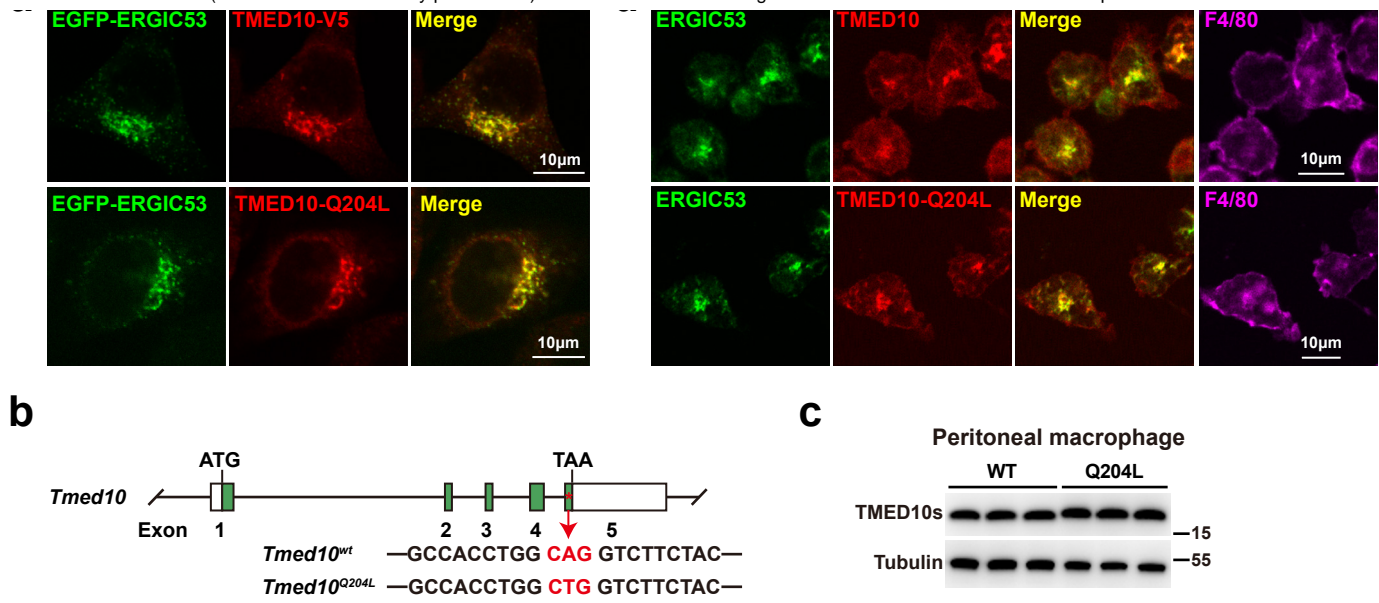 EGFP-ERGIC53 TMED10-V5 Merge
10μm
EGFP-ERGIC53 TMED10-Q204L Merge
10μm
ERGIC53 TMED10 Merge F4/80
10μm
ERGIC53 TMED10-Q204L Merge F4/80
10μm
b
ATG TAA
Tmed10
*
Exon 1 2 3 4 5
Tmed10wt GCCACCTGG CAG GTCTTCTAC
Tmed10Q204L GCCACCTGG CTG GTCTTCTAC
c
Peritoneal macrophage
WT Q204L
TMED10s
15
Tubulin
55